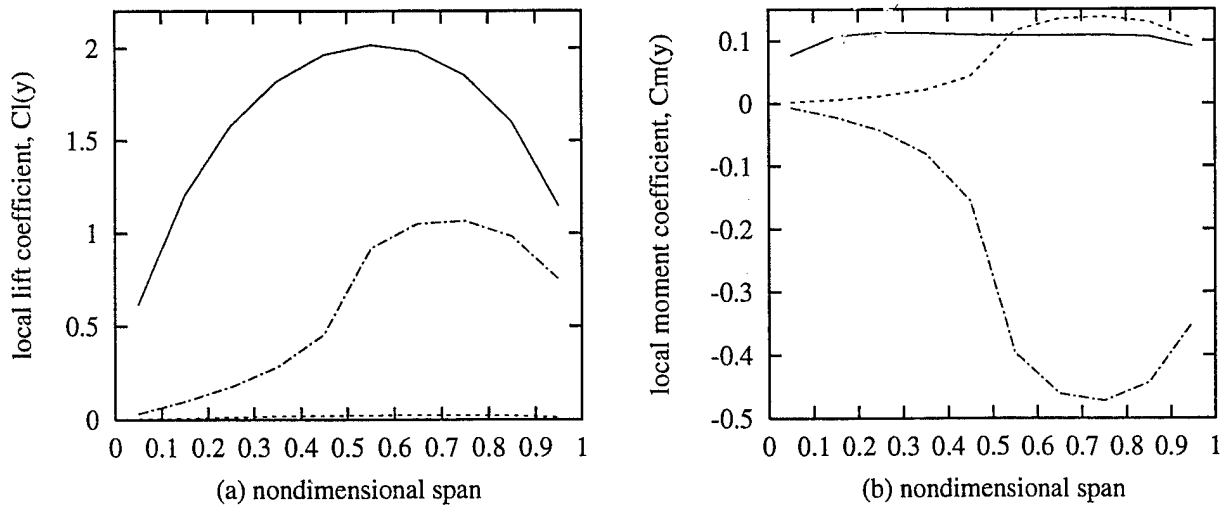 local lift coefficient, Cl(y)
2
1.5
1
0.5
0
0 0.1 0.2 0.3 0.4 0.5 0.6 0.7 0.8 0.9 1
(a) nondimensional span
local moment coefficient, Cm(y)
0.1
0
-0.1
-0.2
-0.3
-0.4
-0.5
0 0.1 0.2 0.3 0.4 0.5 0.6 0.7 0.8 0.9 1
(b) nondimensional span